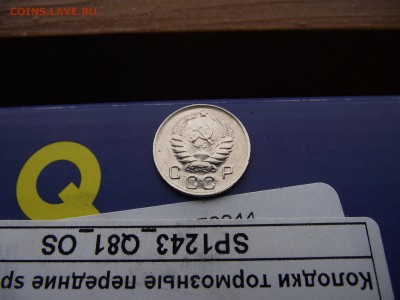 COINS.LAVE.RU
СССР
Q
SP1243_Q81_OS
Колодки тормозные передние sp